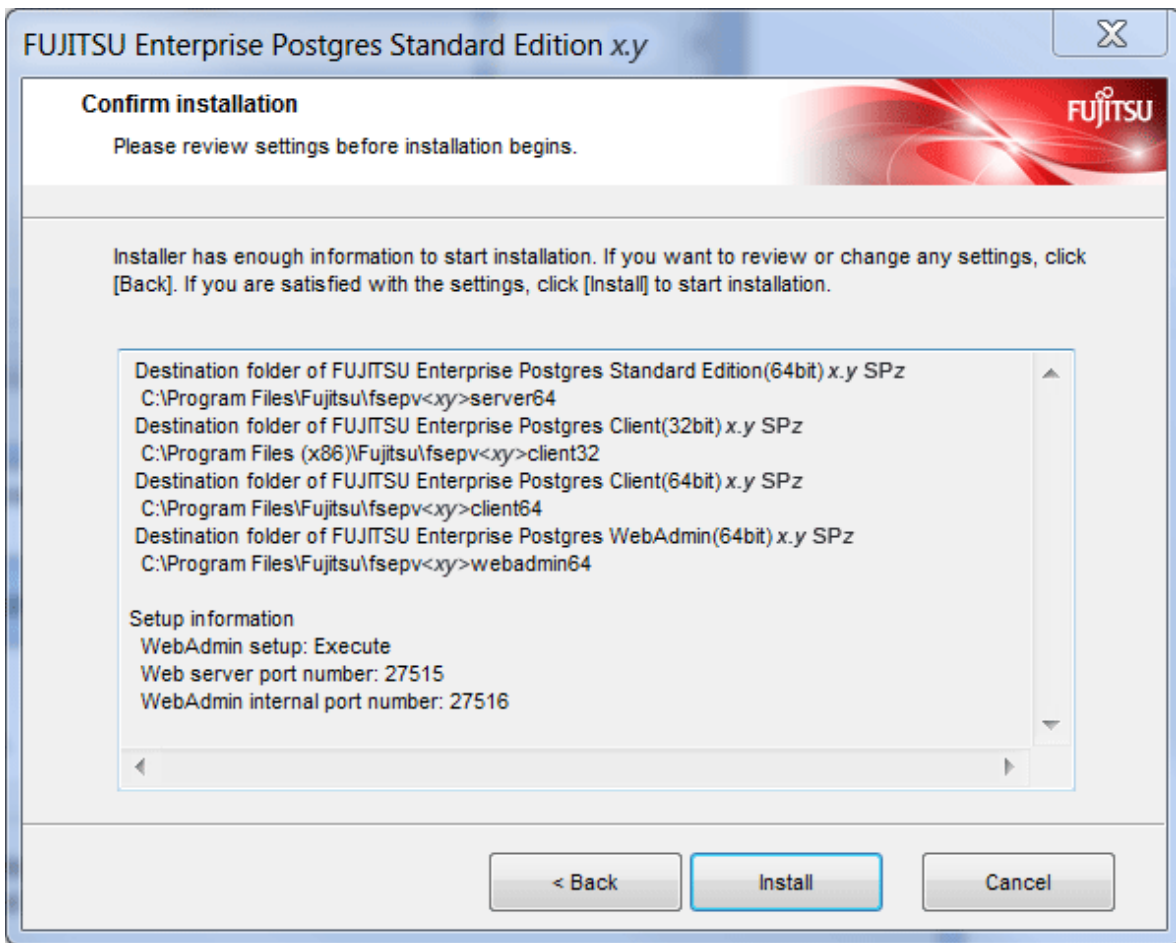 FUJITSU Enterprise Postgres Standard Edition x.y
Confirm installation
FUJITSU
Please review settings before installation begins.
Installer has enough information to start installation. If you want to review or change any settings, click
[Back]. If you are satisfied with the settings, click [Install] to start installation.
Destination folder of FUJITSU Enterprise Postgres Standard Edition(64bit) x.y SPz
C:\Program Files\Fujitsu\fsepv<xy>server64
Destination folder of FUJITSU Enterprise Postgres Client(32bit) x.y SPz
C:\Program Files (x86)\Fujitsu\fsepv<xy>client32
Destination folder of FUJITSU Enterprise Postgres Client(64bit) x.y SPz
C:\Program Files\Fujitsu\fsepv<xy>client64
Destination folder of FUJITSU Enterprise Postgres WebAdmin(64bit) x.y SPz
C:\Program Files\Fujitsu\fsepv<xy>webadmin64
Setup information
WebAdmin setup: Execute
Web server port number: 27515
WebAdmin internal port number: 27516
< Back
Install
Cancel